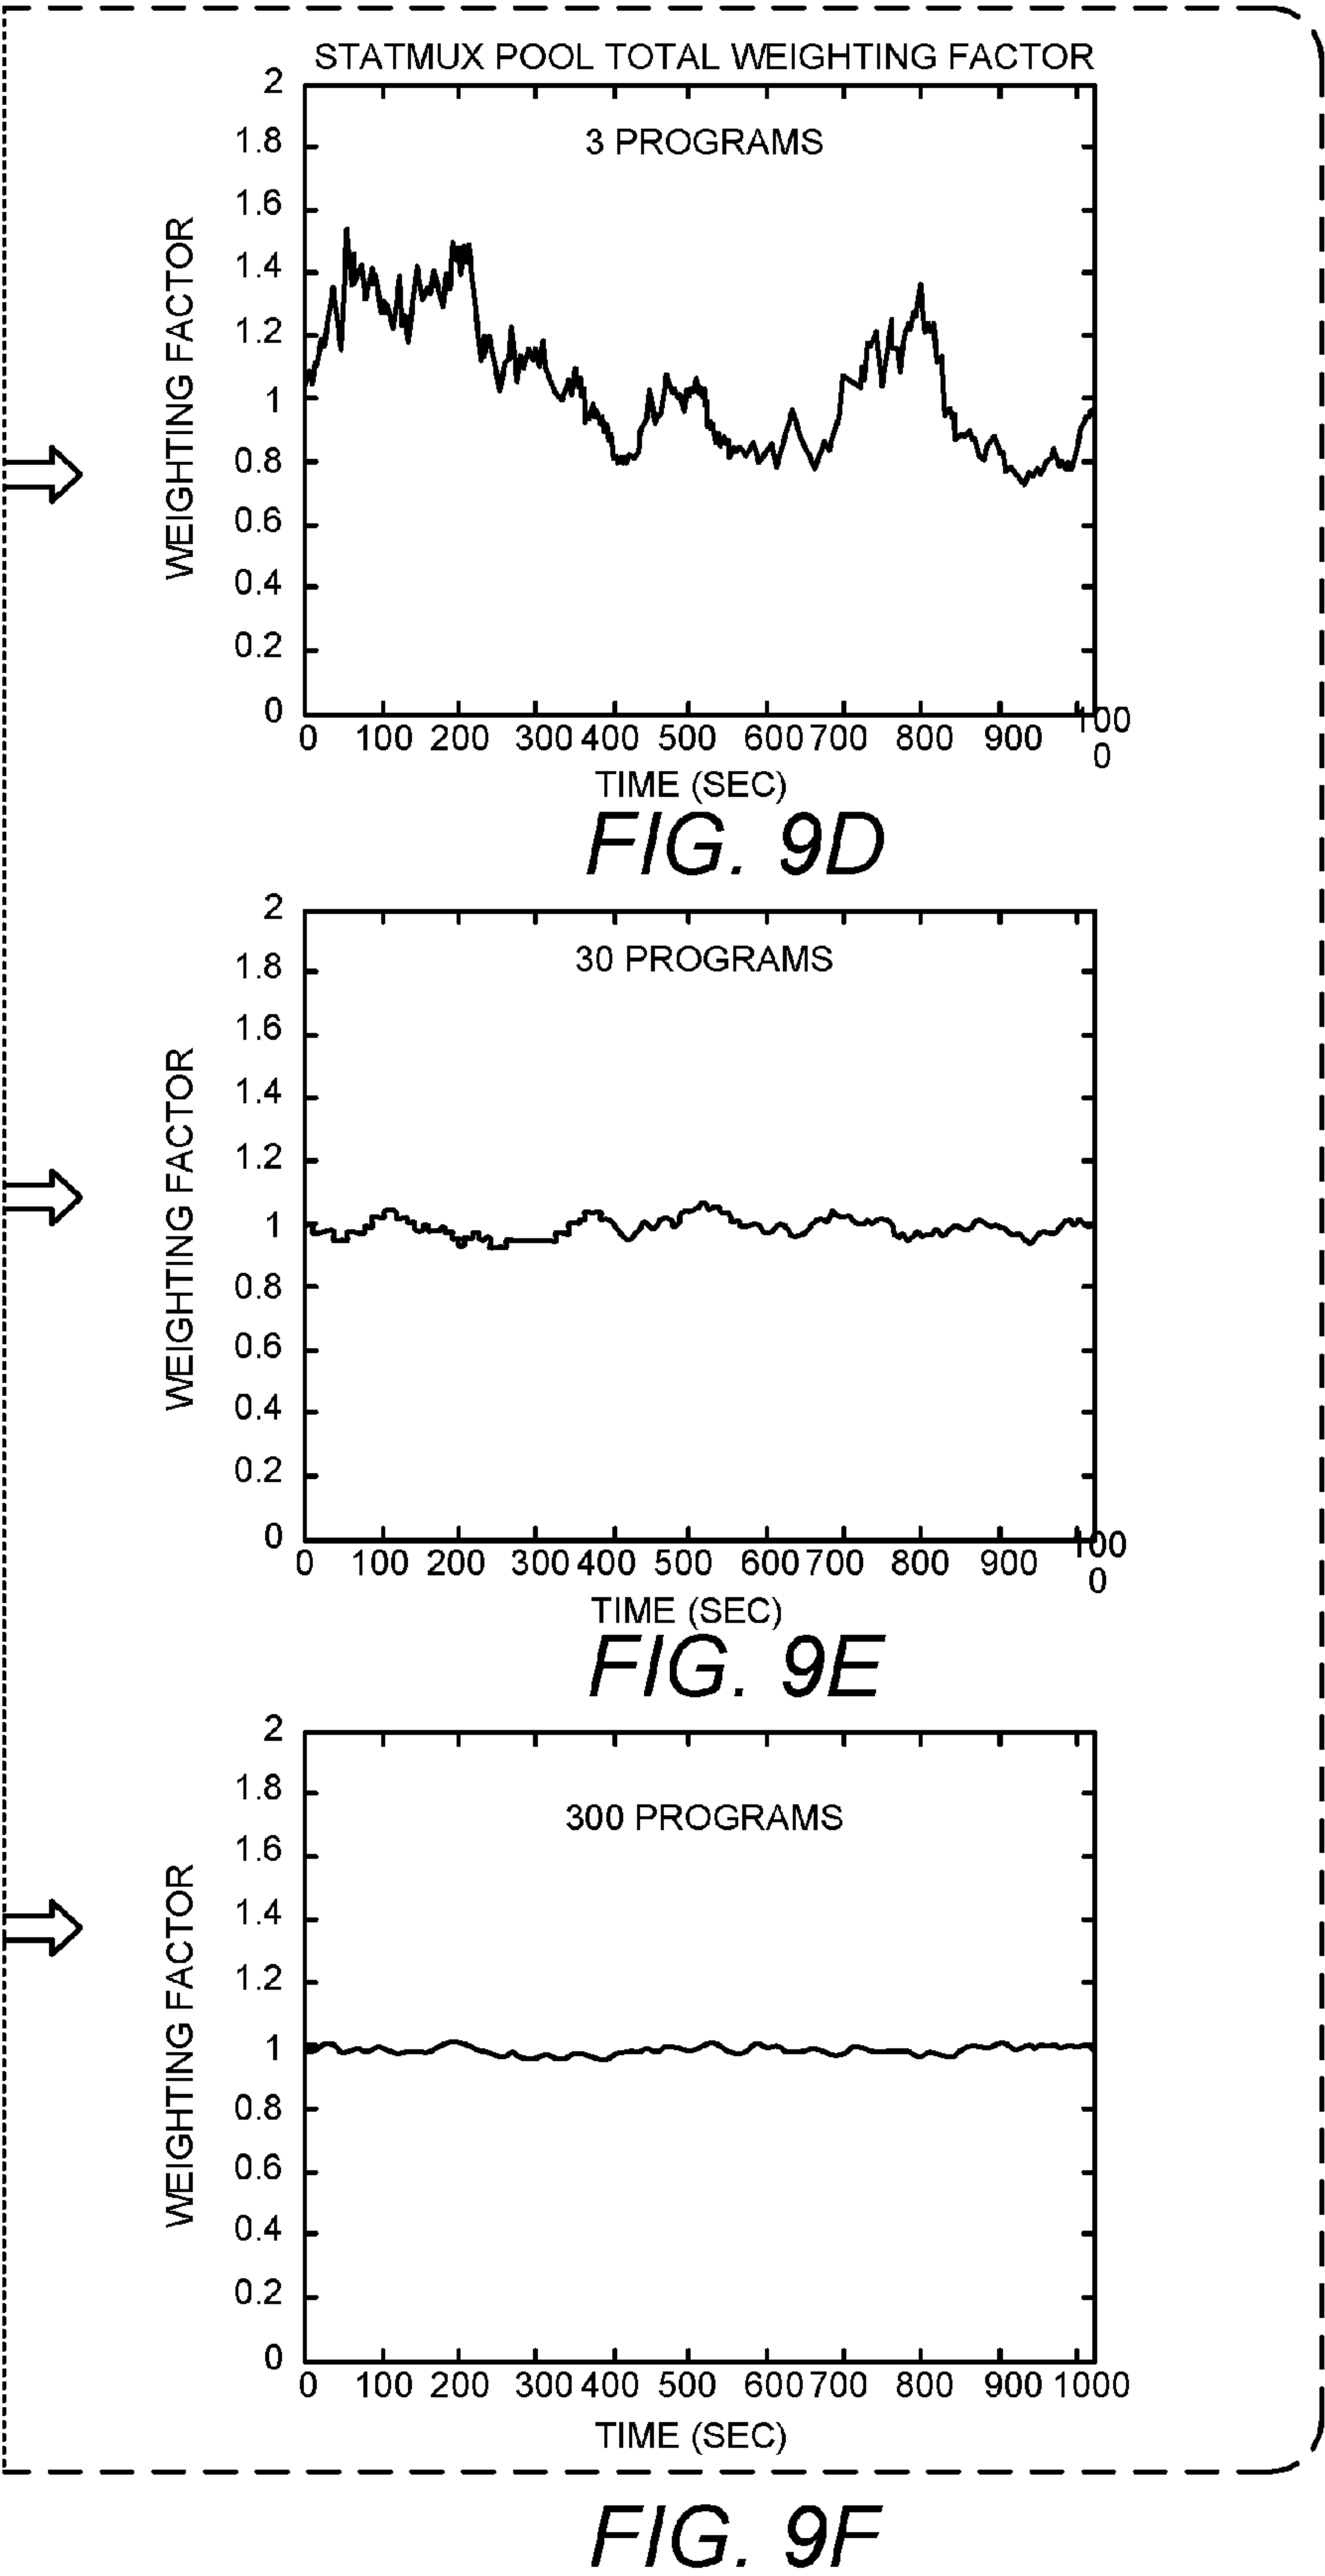 STATMUX POOL TOTAL WEIGHTING FACTOR
3 PROGRAMS
WEIGHTING FACTOR
2
1.8
1.6
1.4
1.2
1
0.8
0.6
0.4
0.2
0
0 100 200 300 400 500 600 700 800 900 100
0
TIME (SEC)
FIG. 9D
30 PROGRAMS
WEIGHTING FACTOR
2
1.8
1.6
1.4
1.2
1
0.8
0.6
0.4
0.2
0
0 100 200 300 400 500 600 700 800 900 100
0
TIME (SEC)
FIG. 9E
300 PROGRAMS
WEIGHTING FACTOR
2
1.8
1.6
1.4
1.2
1
0.8
0.6
0.4
0.2
0
0 100 200 300 400 500 600 700 800 900 1000
TIME (SEC)
FIG. 9F